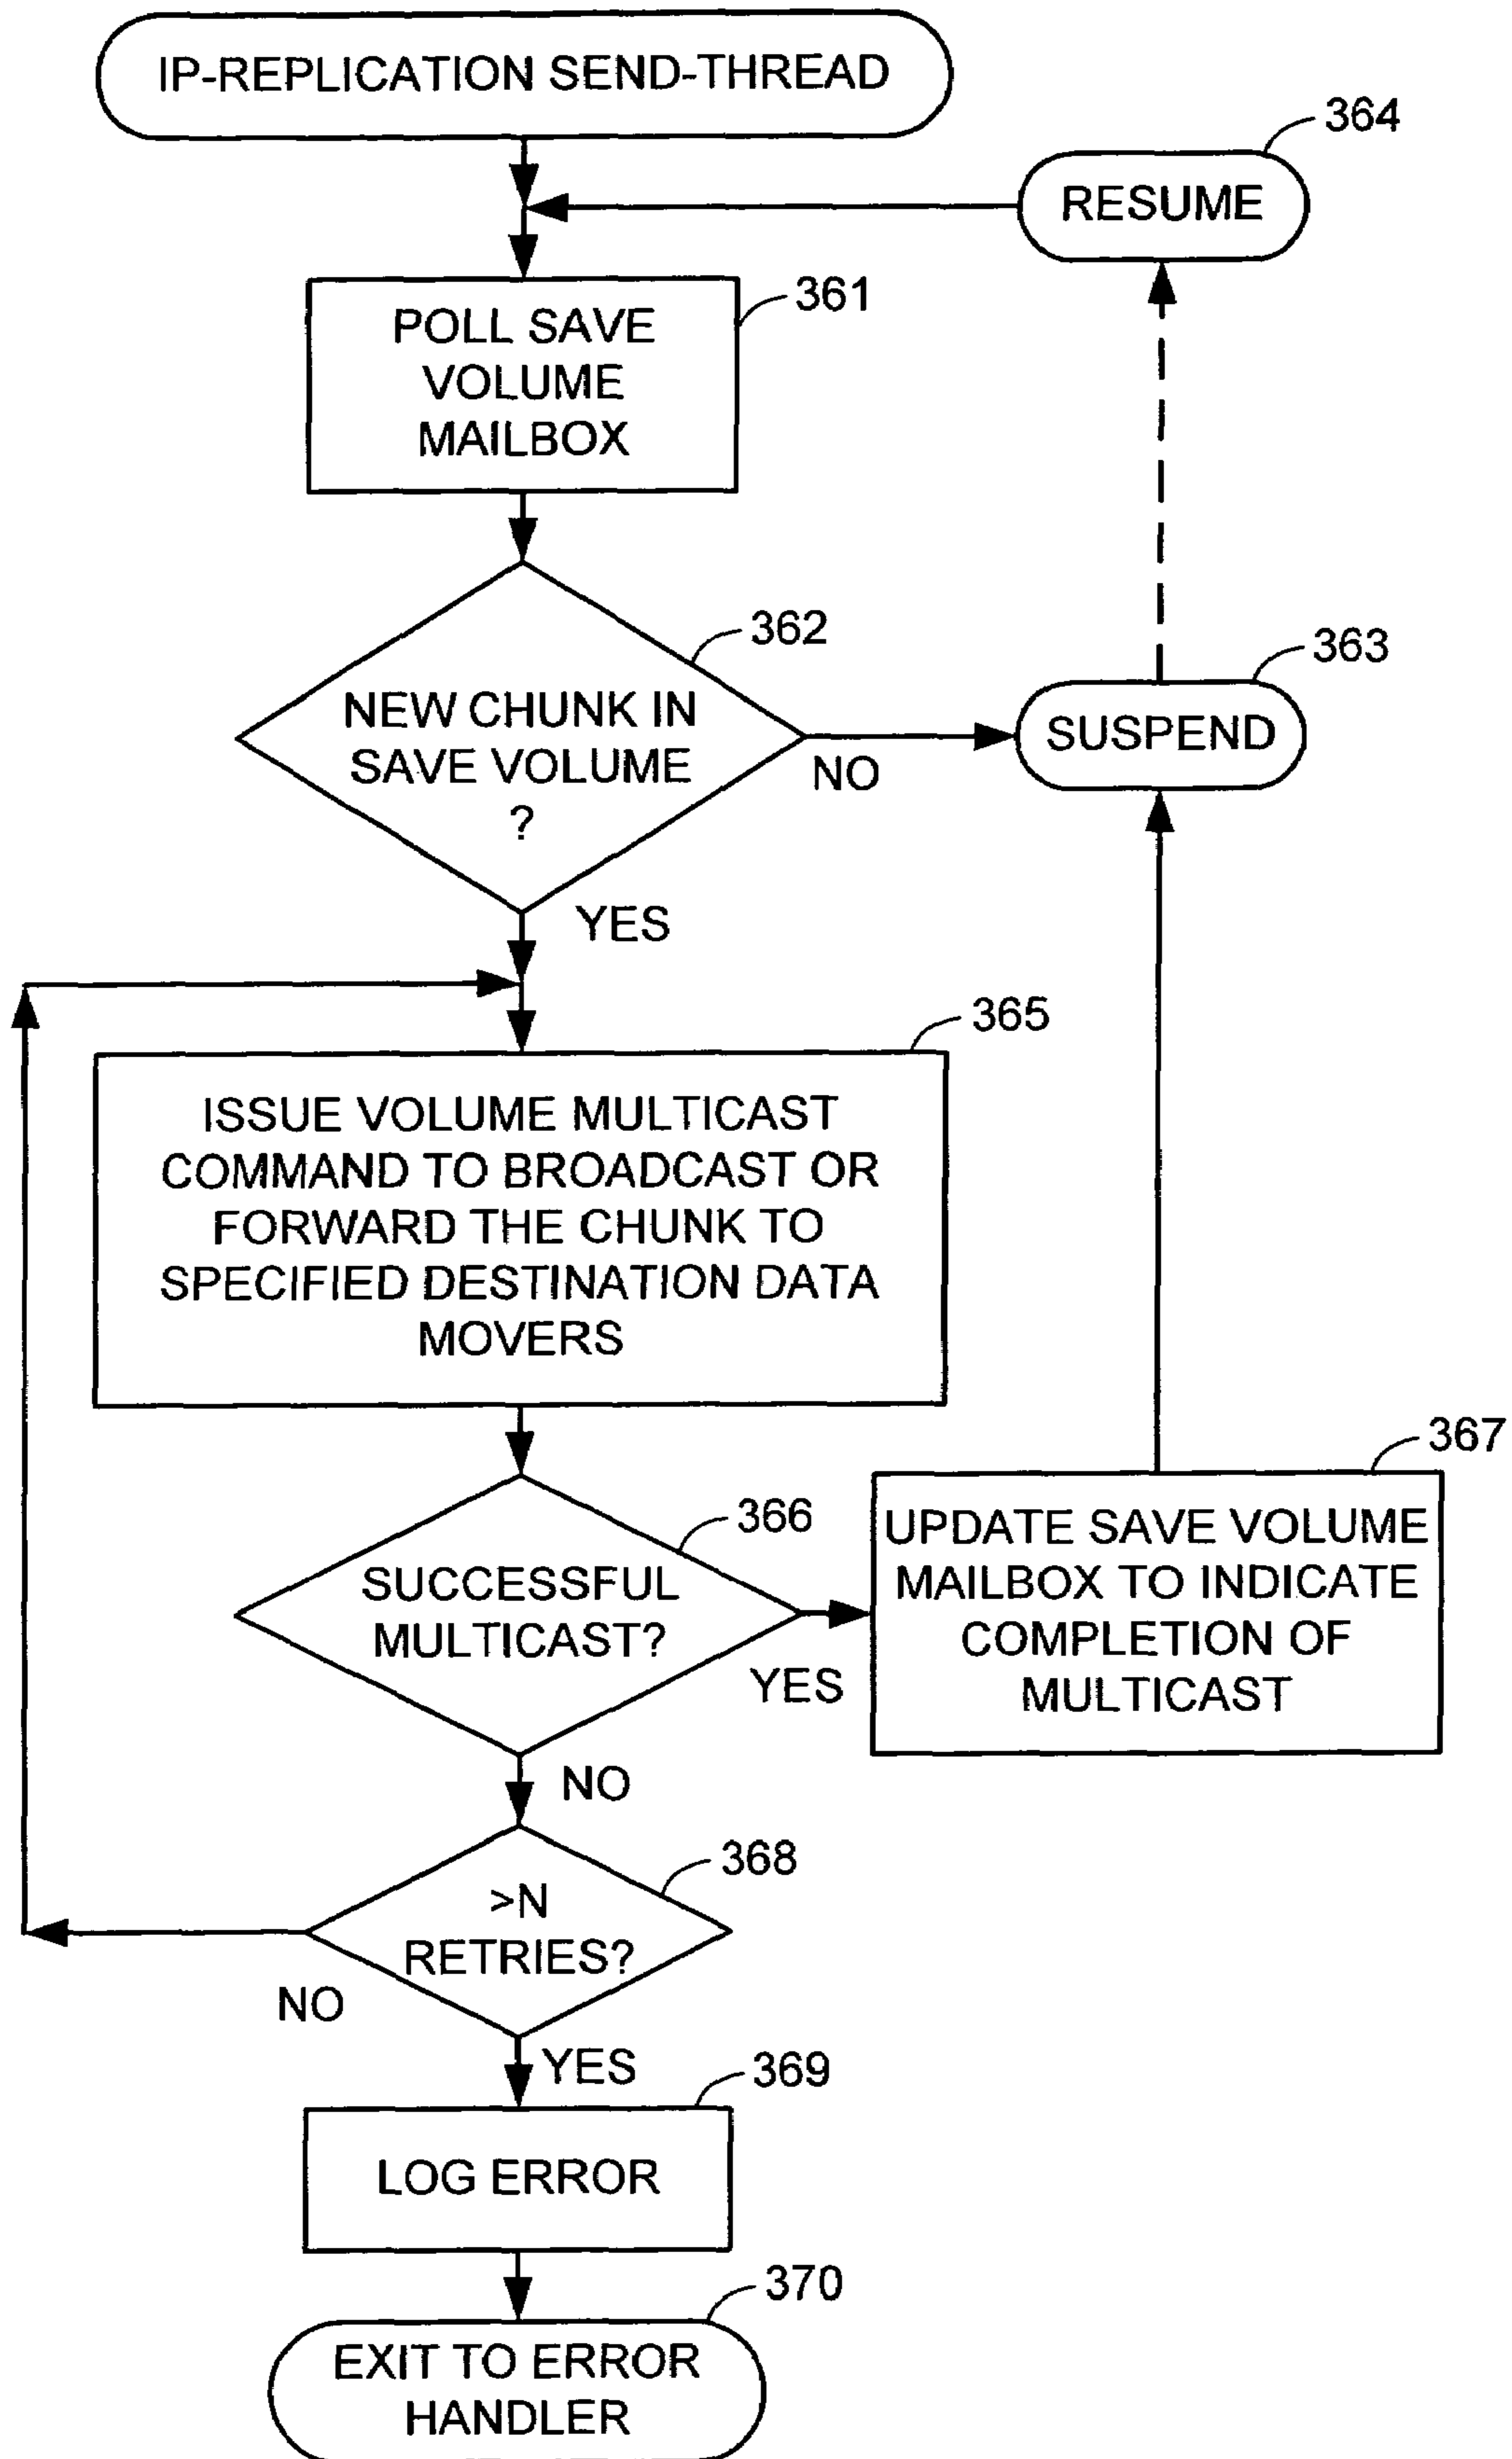 IP-REPLICATION SEND-THREAD
364
RESUME
361
POLL SAVE
VOLUME
MAILBOX
362
363
NEW CHUNK IN
SAVE VOLUME
?
NO
SUSPEND
YES
365
ISSUE VOLUME MULTICAST
COMMAND TO BROADCAST OR
FORWARD THE CHUNK TO
SPECIFIED DESTINATION DATA
MOVERS
367
366
SUCCESSFUL
MULTICAST?
YES
UPDATE SAVE VOLUME
MAILBOX TO INDICATE
COMPLETION OF
MULTICAST
NO
368
>N
RETRIES?
NO
YES
369
LOG ERROR
370
EXIT TO ERROR
HANDLER